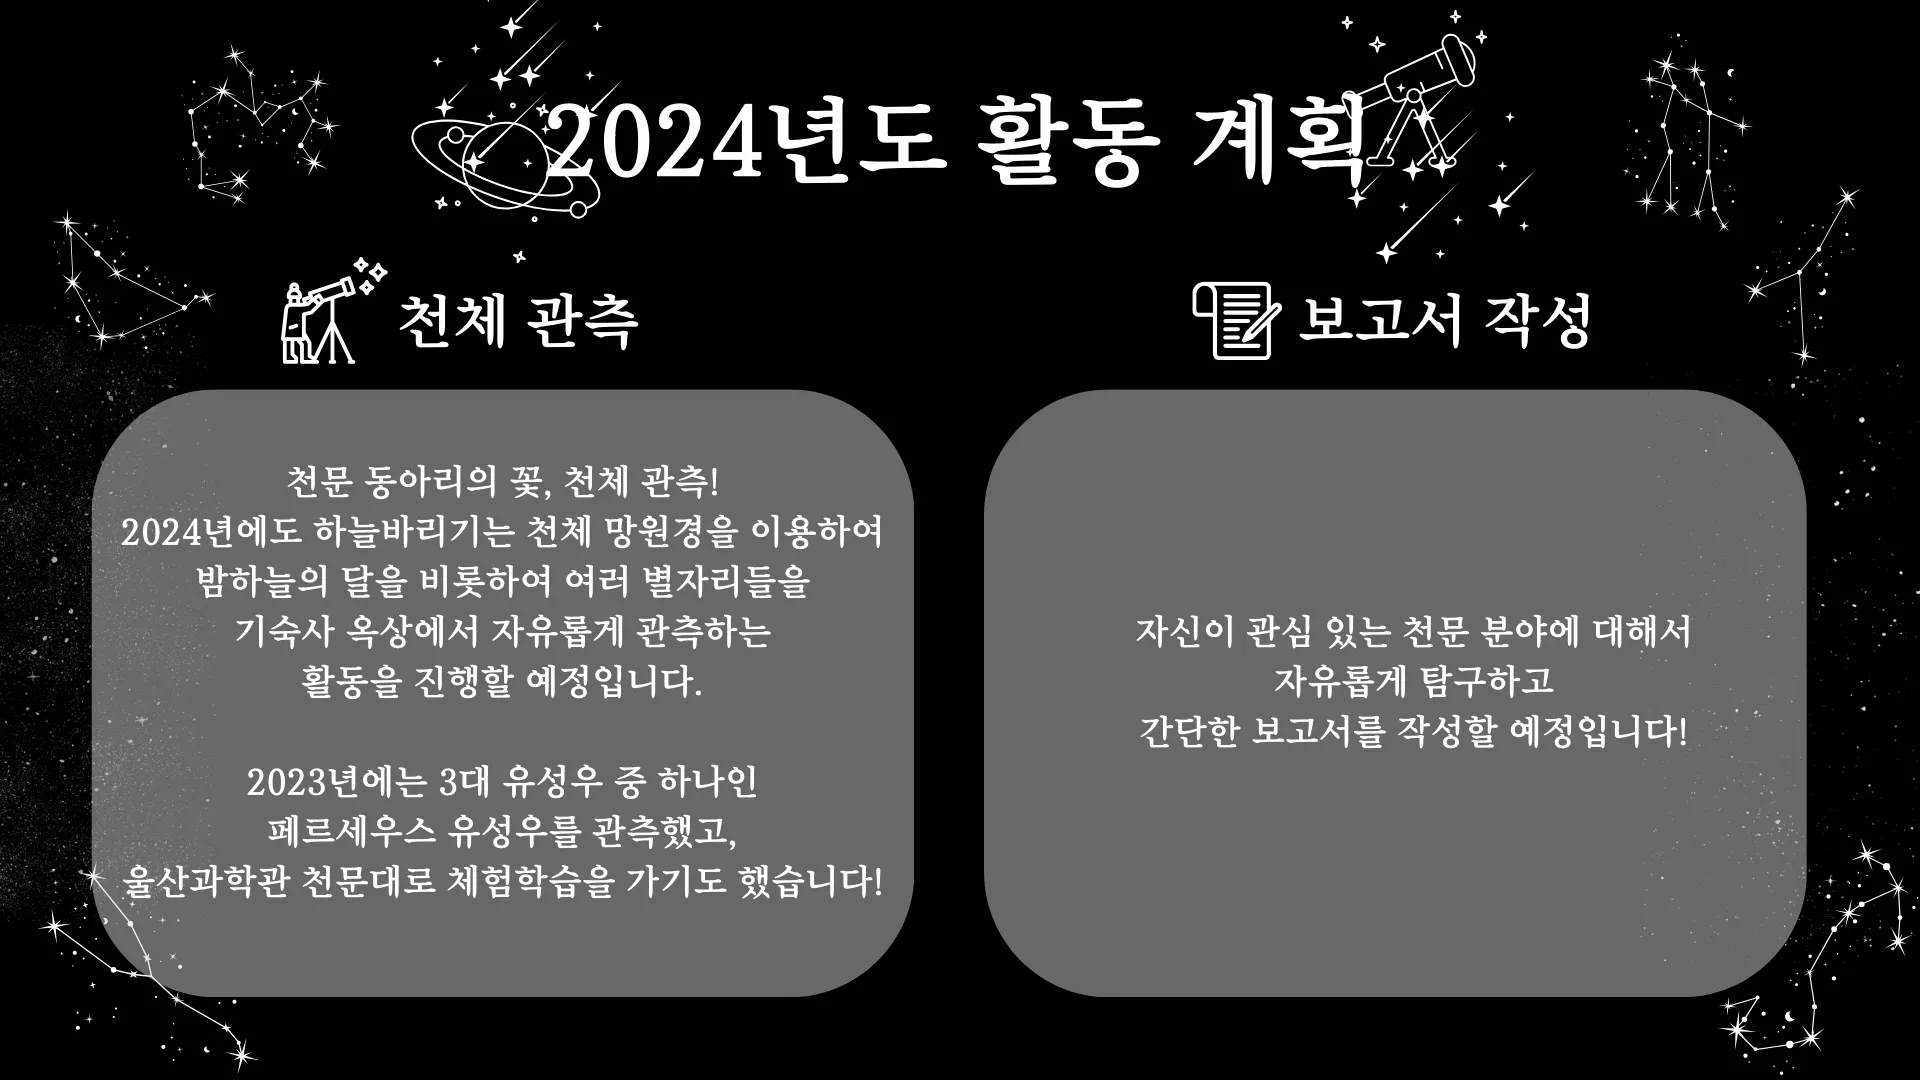 2024년도 활동 계획
천체 관측
천문 동아리의 꽃, 천체 관측!
2024년에도 하늘바리기는 천체 망원경을 이용하여
밤하늘의 달을 비롯하여 여러 별자리들을
기숙사 옥상에서 자유롭게 관측하는
활동을 진행할 예정입니다.
2023년에는 3대 유성우 중 하나인
페르세우스 유성우를 관측했고,
울산과학관 천문대로 체험학습을 가기도 했습니다!
보고서 작성
자신이 관심 있는 천문 분야에 대해서
자유롭게 탐구하고
간단한 보고서를 작성할 예정입니다!